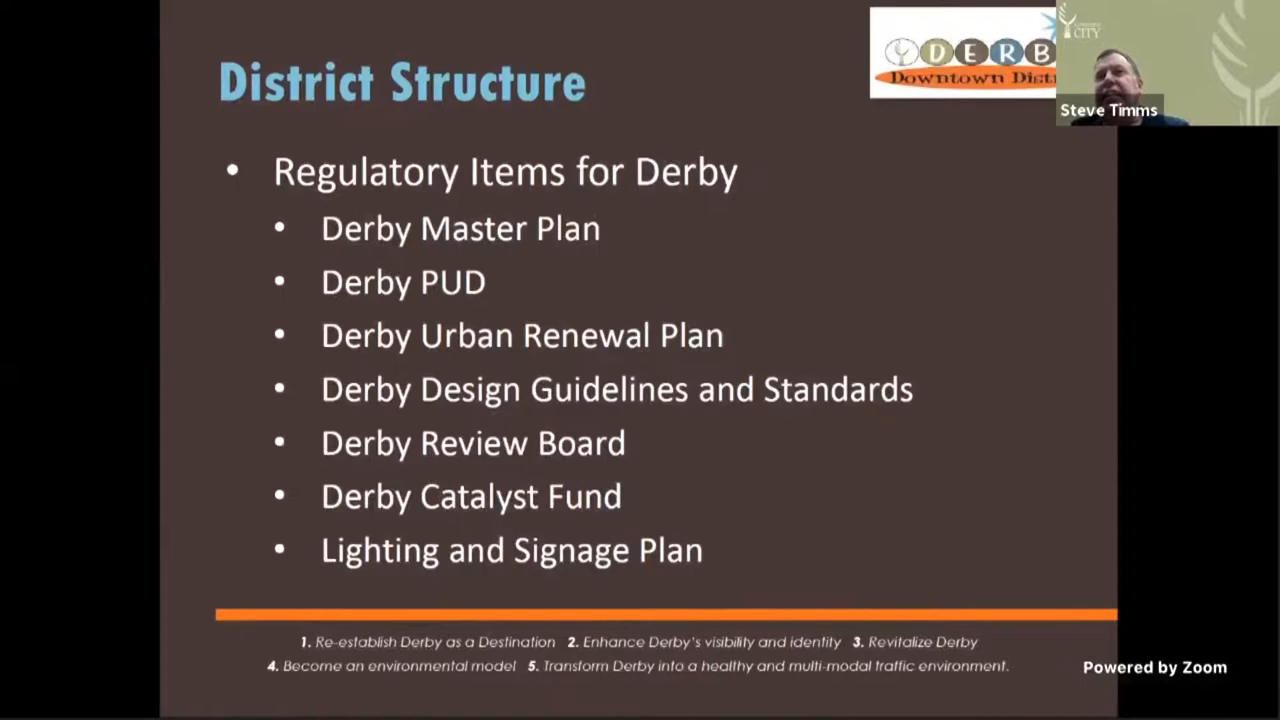 District Structure
DERB
Downtown Distr
CITY
Steve Timms
• Regulatory Items for Derby
• Derby Master Plan
• Derby PUD
• Derby Urban Renewal Plan
• Derby Design Guidelines and Standards
• Derby Review Board
• Derby Catalyst Fund
• Lighting and Signage Plan
1. Re-establish Derby as a Destination 2. Enhance Derby's visibility and identity 3. Revitalize Derby
4. Become an environmental model 5. Transform Derby into a healthy and multi-modal traffic environment.
Powered by Zoom